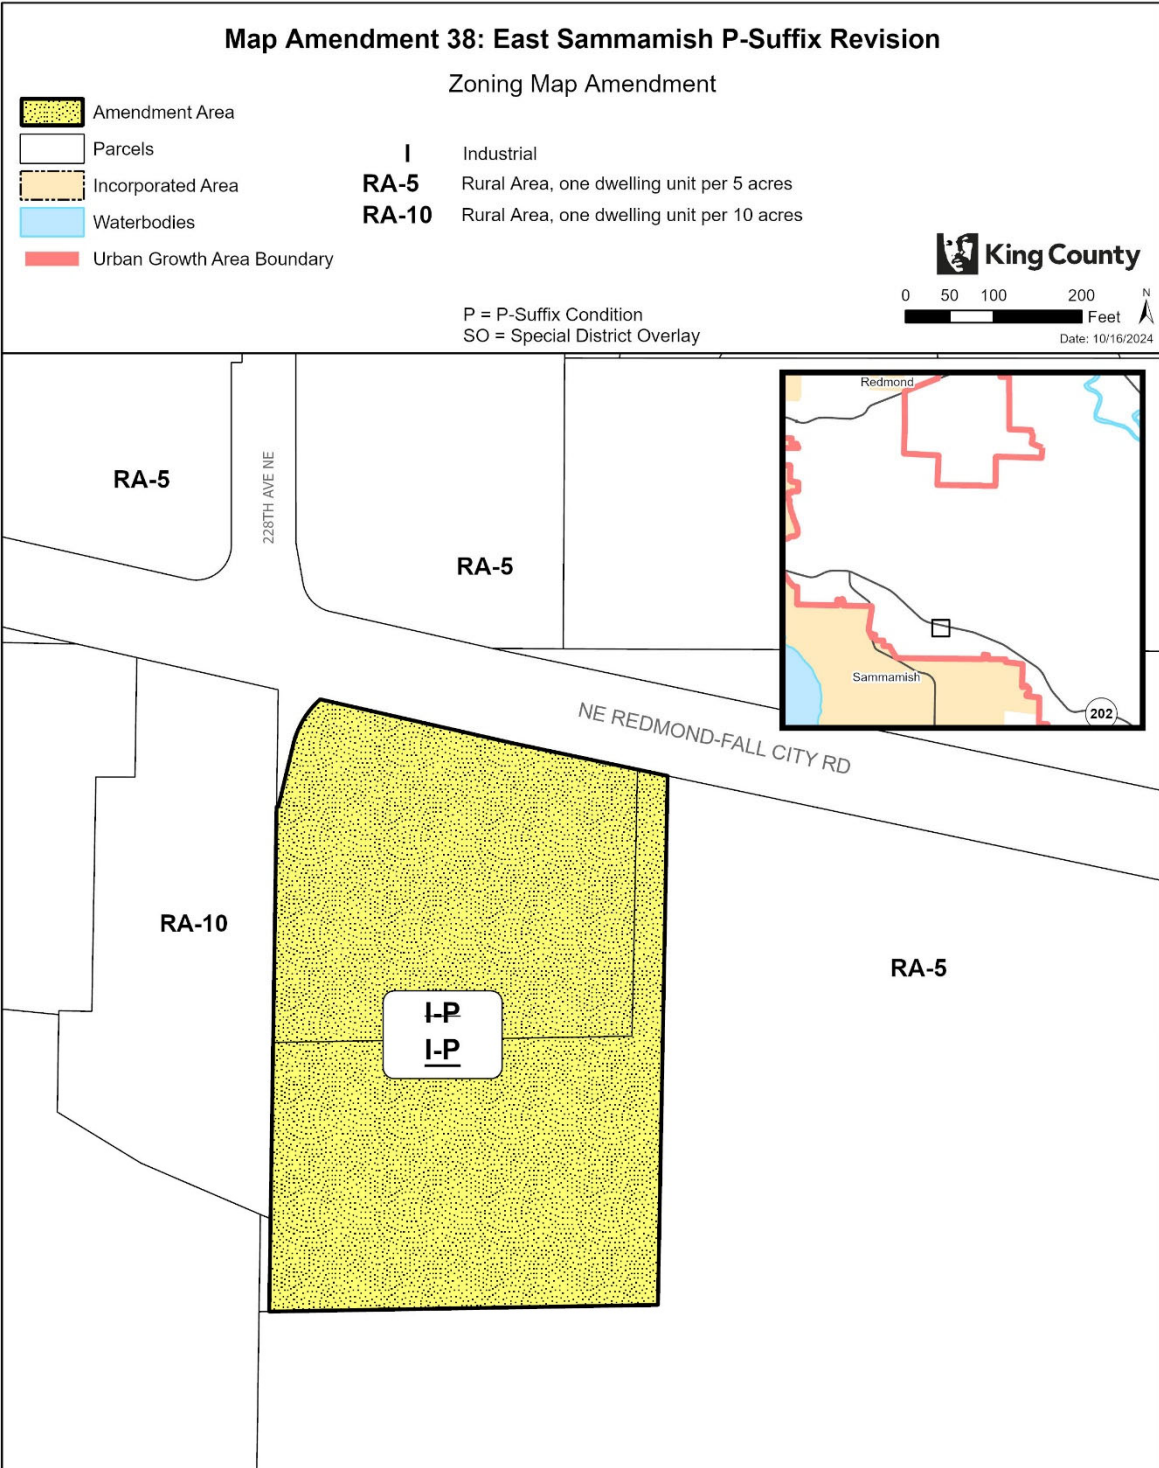 Map Amendment 38: East Sammamish P-Suffix Revision
Zoning Map Amendment
Amendment Area
Parcels
Incorporated Area
Waterbodies
Urban Growth Area Boundary
I Industrial
RA-5 Rural Area, one dwelling unit per 5 acres
RA-10 Rural Area, one dwelling unit per 10 acres
P = P-Suffix Condition
SO = Special District Overlay
King County
0 50 100 200
Feet
N
Date: 10/16/2024
RA-5
228TH AVE NE
RA-5
Redmond
Sammamish
202
NE REDMOND-FALL CITY RD
RA-10
RA-5
I-P
I-P